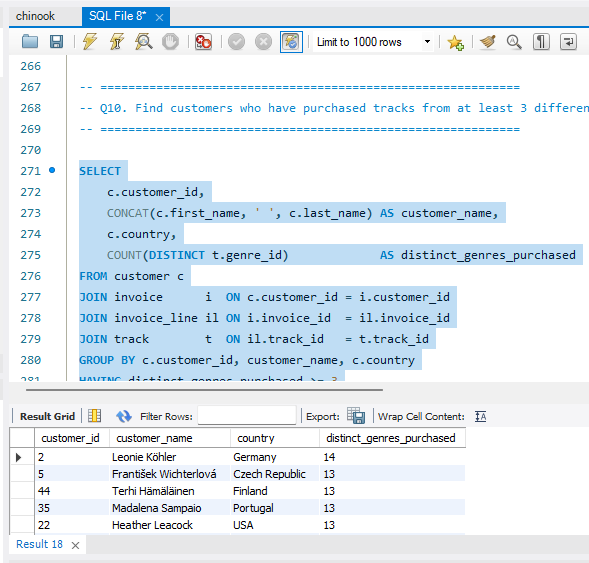 chinook
SQL File 8*
Limit to 1000 rows
266
267 -- ============================================================
268 -- Q10. Find customers who have purchased tracks from at least 3 differen
269 -- ============================================================
270
271 SELECT
272 c.customer_id,
273 CONCAT(c.first_name, ' ', c.last_name) AS customer_name,
274 c.country,
275 COUNT(DISTINCT t.genre_id) AS distinct_genres_purchased
276 FROM customer c
277 JOIN invoice i ON c.customer_id = i.customer_id
278 JOIN invoice_line il ON i.invoice_id = il.invoice_id
279 JOIN track t ON il.track_id = t.track_id
280 GROUP BY c.customer_id, customer_name, c.country
281 HAVING distinct_genres_purchased >= 3
Result Grid Filter Rows: Export: Wrap Cell Content:
customer_id customer_name country distinct_genres_purchased
2 Leonie Köhler Germany 14
5 František Wichterlová Czech Republic 13
44 Terhi Hämäläinen Finland 13
35 Madalena Sampaio Portugal 13
22 Heather Leacock USA 13
Result 18